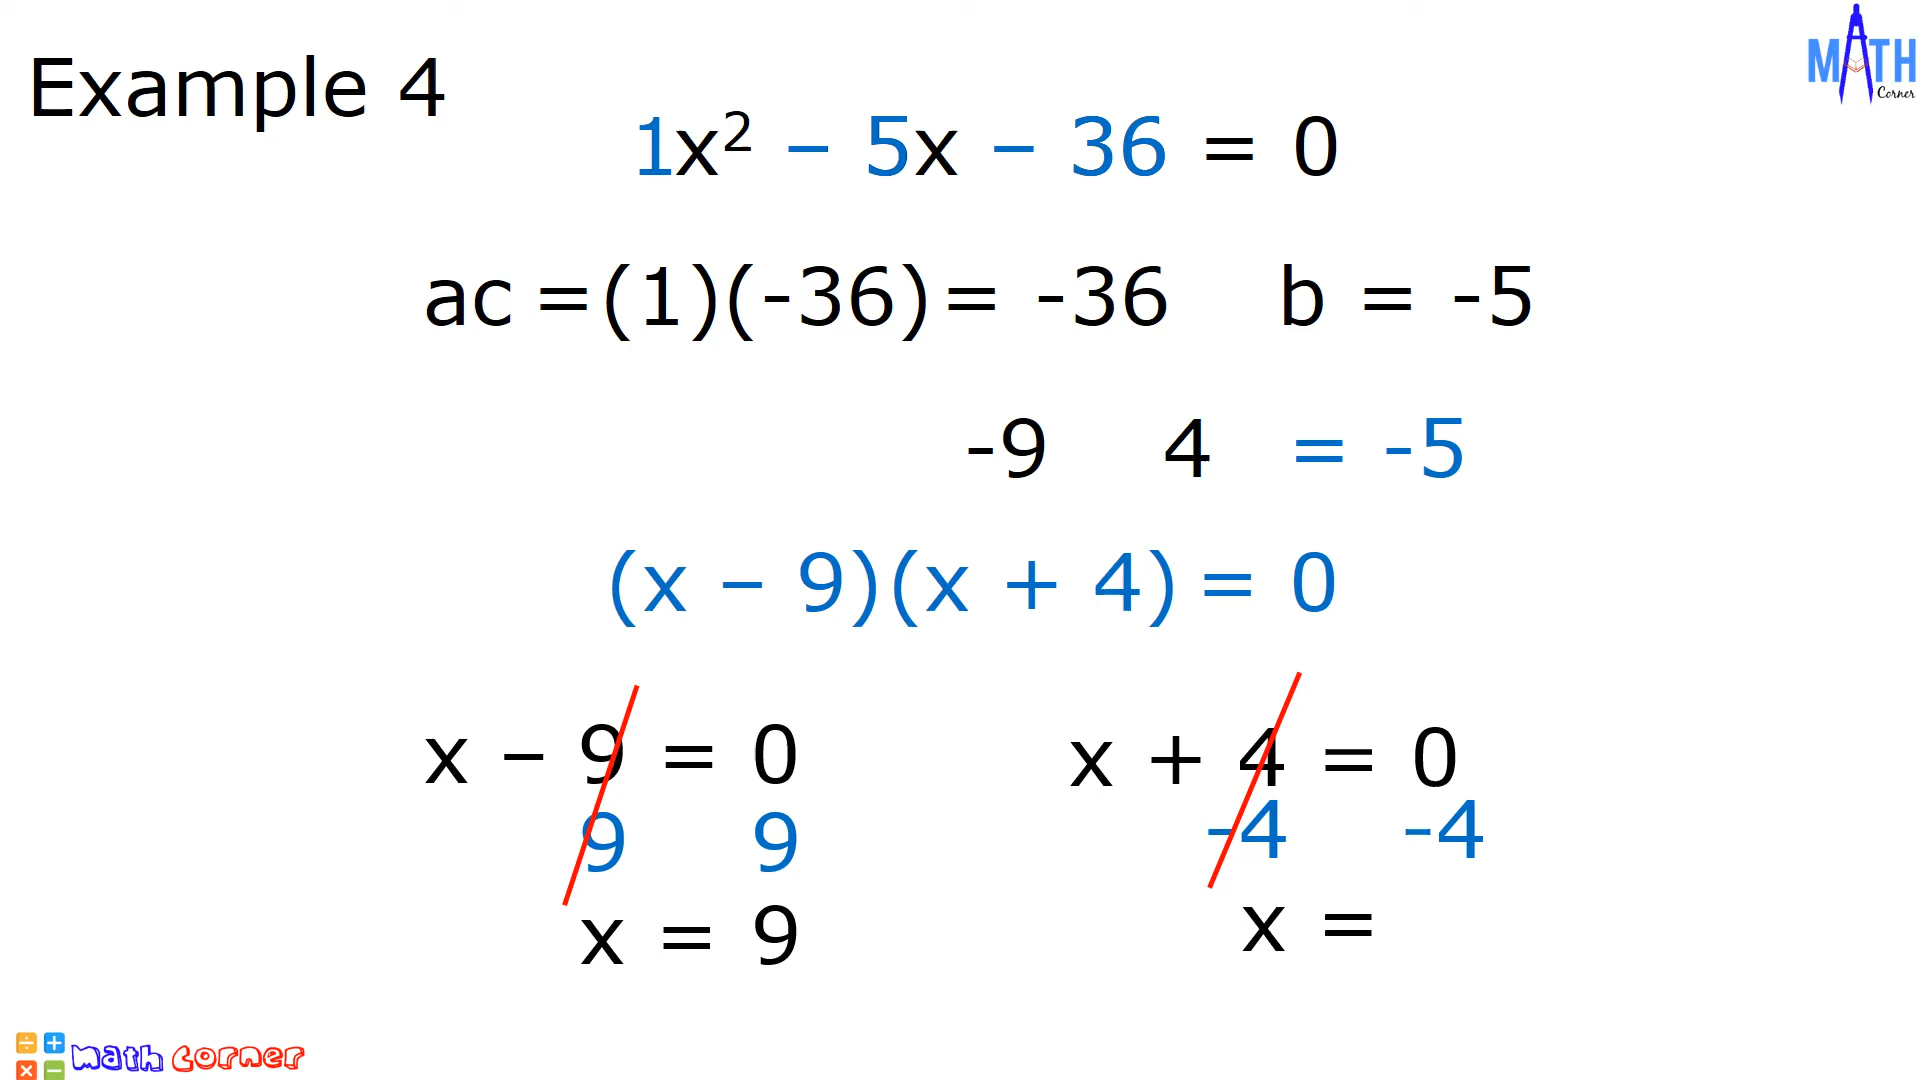 Example 4
MATH
Corner
1x² – 5x – 36 = 0
ac =(1)(-36)= -36 b = -5
-9 4 = -5
(x – 9)(x + 4) = 0
x – 9 = 0 x + 4 = 0
9 9 -4 -4
x = 9 x =
÷ +
× −
math corner